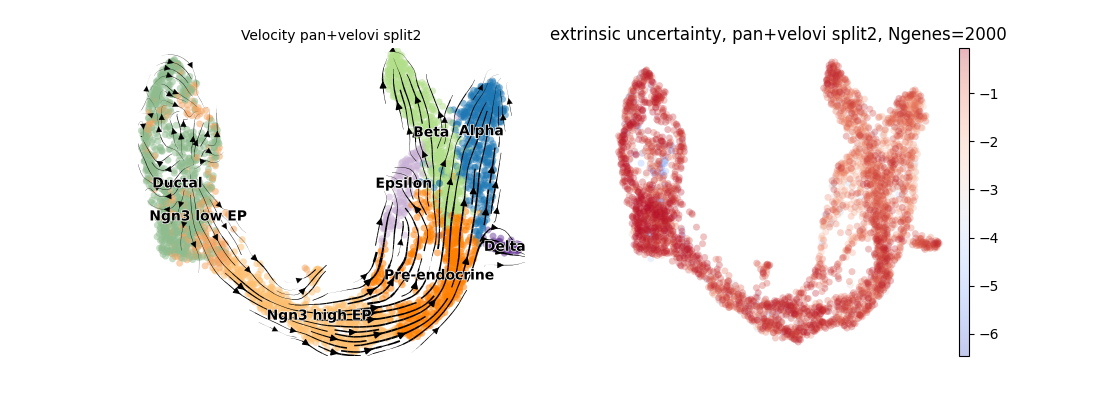 Velocity pan+velovi split2
extrinsic uncertainty, pan+velovi split2, Ngenes=2000
Beta
Alpha
Ductal
Epsilon
Ngn3 low EP
Delta
Pre-endocrine
Ngn3 high EP
−1
−2
−3
−4
−5
−6